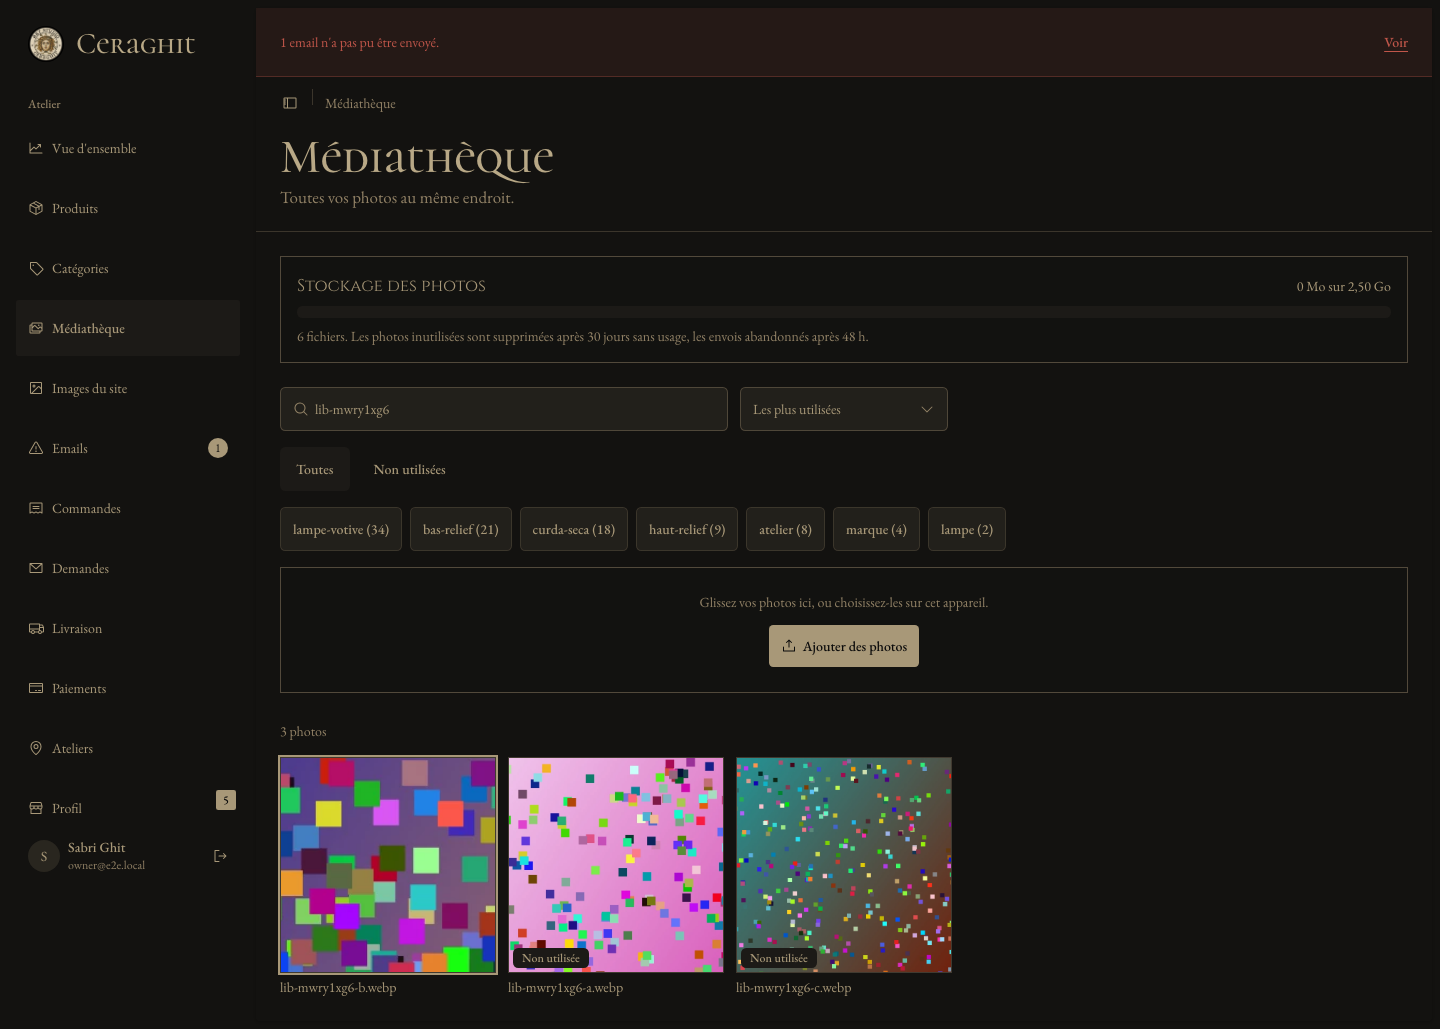 Ceraghit
Atelier
Vue d'ensemble
Produits
Catégories
Médiathèque
Images du site
Emails
1
Commandes
Demandes
Livraison
Paiements
Ateliers
Profil
5
S
Sabri Ghit
owner@e2e.local
1 email n'a pas pu être envoyé.
Voir
Médiathèque
Médiathèque
Toutes vos photos au même endroit.
Stockage des photos
0 Mo sur 2,50 Go
6 fichiers. Les photos inutilisées sont supprimées après 30 jours sans usage, les envois abandonnés après 48 h.
lib-mwry1xg6
Les plus utilisées
Toutes
Non utilisées
lampe-votive (34)
bas-relief (21)
curda-seca (18)
haut-relief (9)
atelier (8)
marque (4)
lampe (2)
Glissez vos photos ici, ou choisissez-les sur cet appareil.
Ajouter des photos
3 photos
Non utilisée
Non utilisée
lib-mwry1xg6-b.webp
lib-mwry1xg6-a.webp
lib-mwry1xg6-c.webp